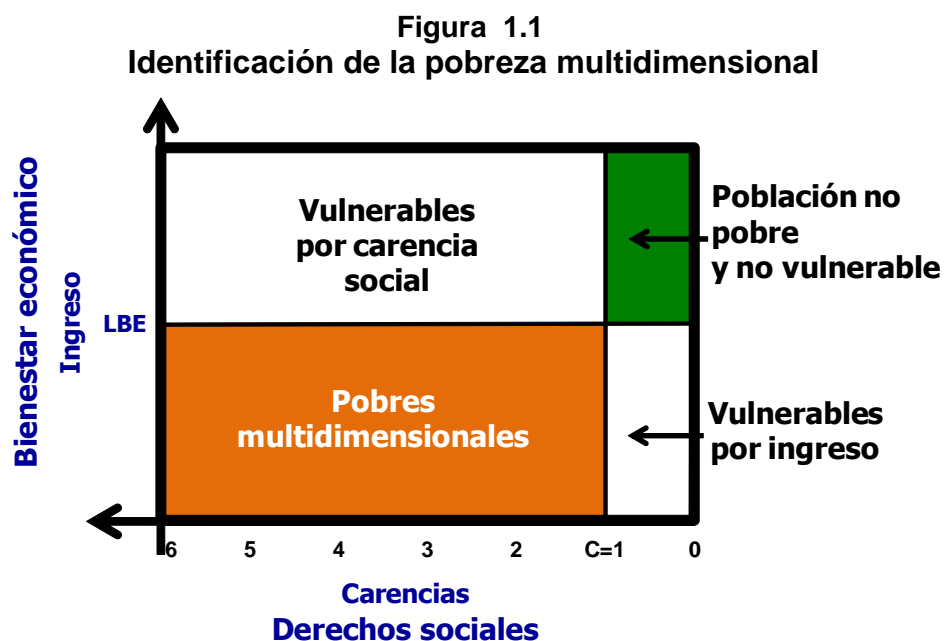 Figura 1.1
Identificación de la pobreza multidimensional
Bienestar económico
Ingreso
LBE
Vulnerables
por carencia
social
Población no
pobre
y no vulnerable
Pobres
multidimensionales
Vulnerables
por ingreso
6 5 4 3 2 C=1 0
Carencias
Derechos sociales